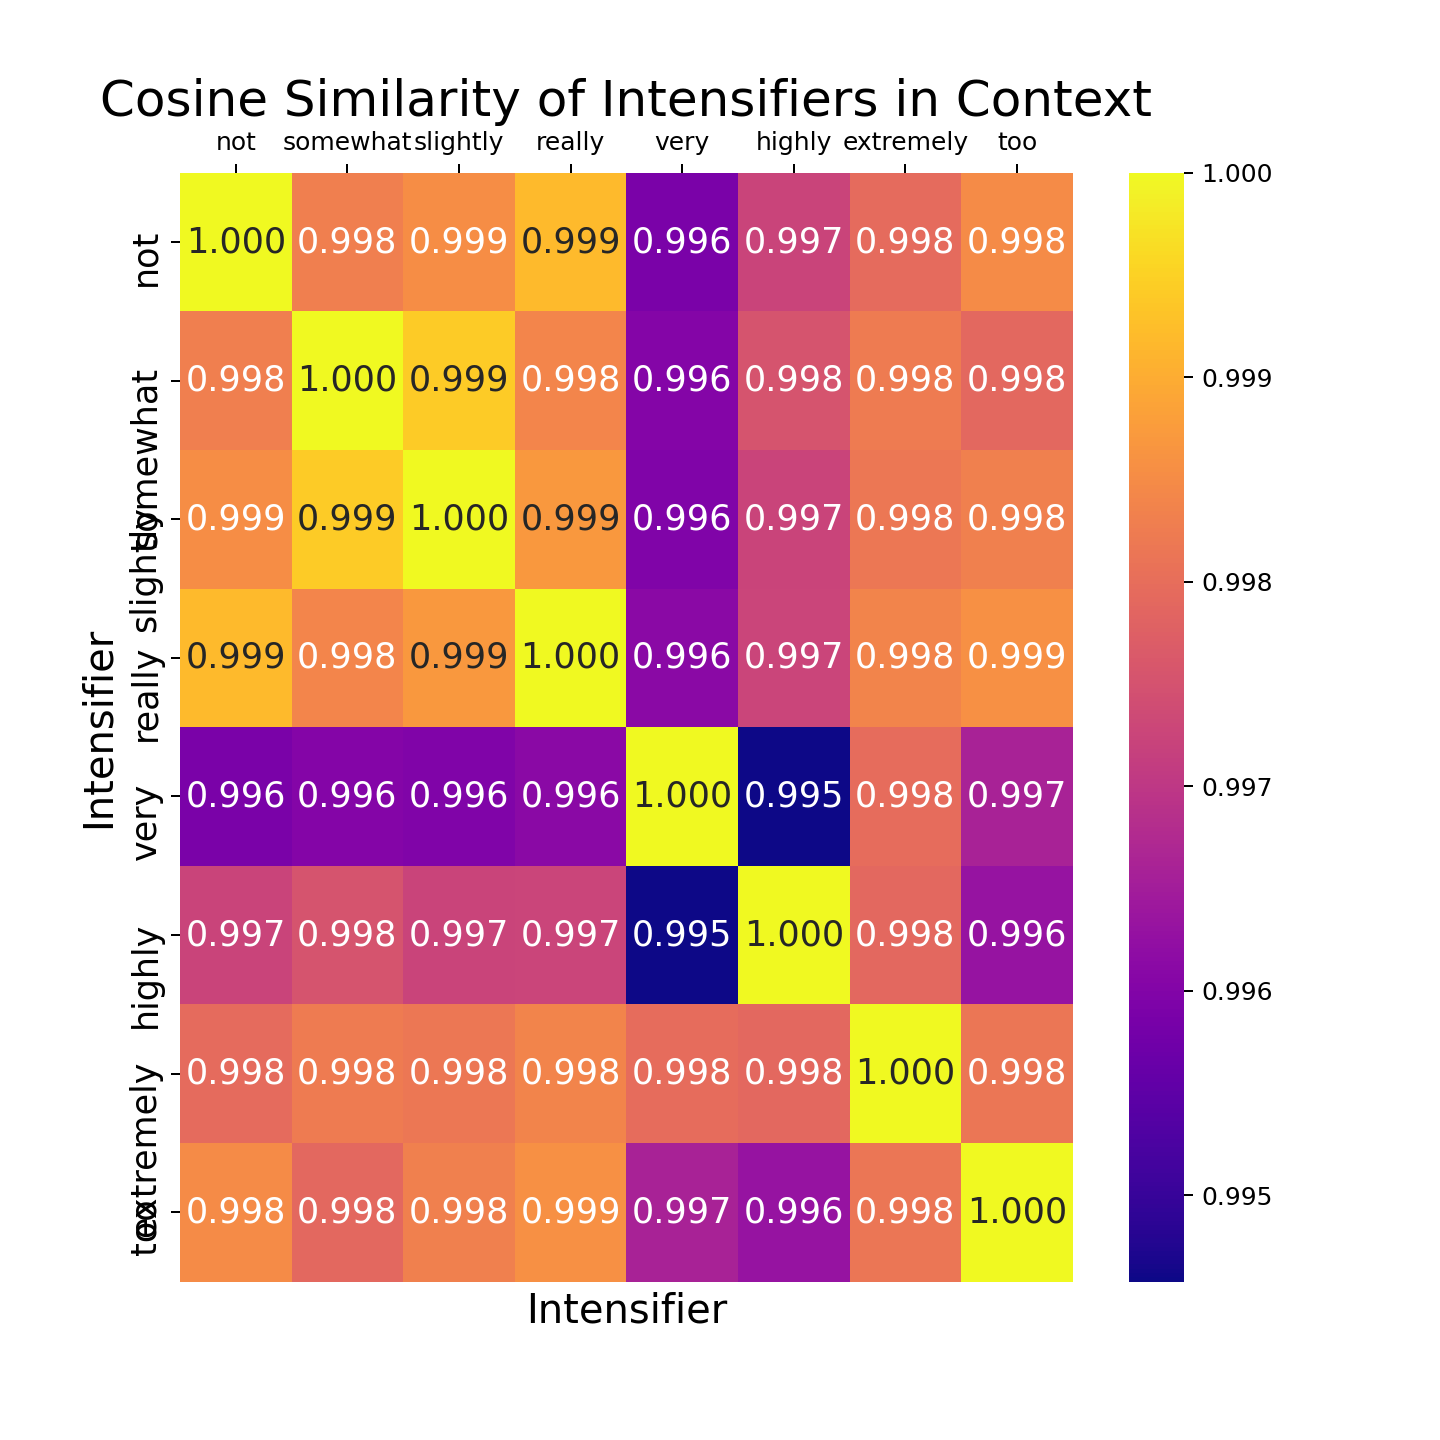 Cosine Similarity of Intensifiers in Context
not somewhat slightly really very highly extremely too
not 1.000 0.998 0.999 0.999 0.996 0.997 0.998 0.998
somewhat 0.998 1.000 0.999 0.998 0.996 0.998 0.998 0.998
slightly 0.999 0.999 1.000 0.999 0.996 0.997 0.998 0.998
really 0.999 0.998 0.999 1.000 0.996 0.997 0.998 0.999
very 0.996 0.996 0.996 0.996 1.000 0.995 0.998 0.997
highly 0.997 0.998 0.997 0.997 0.995 1.000 0.998 0.996
extremely 0.998 0.998 0.998 0.998 0.998 0.998 1.000 0.998
too 0.998 0.998 0.998 0.999 0.997 0.996 0.998 1.000
Intensifier
Intensifier
1.000
0.999
0.998
0.997
0.996
0.995